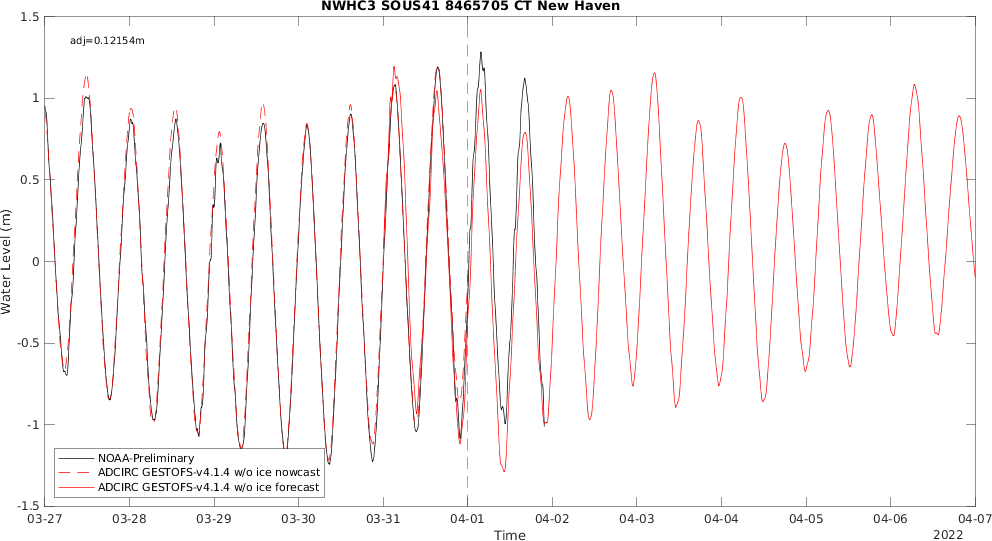 NWHC3 SOUS41 8465705 CT New Haven
1.5
adj=0.12154m
1
0.5
0
-0.5
-1
-1.5
Water Level (m)
NOAA-Preliminary
ADCIRC GESTOFS-v4.1.4 w/o ice nowcast
ADCIRC GESTOFS-v4.1.4 w/o ice forecast
03-27 03-28 03-29 03-30 03-31 04-01 04-02 04-03 04-04 04-05 04-06 04-07
Time
2022